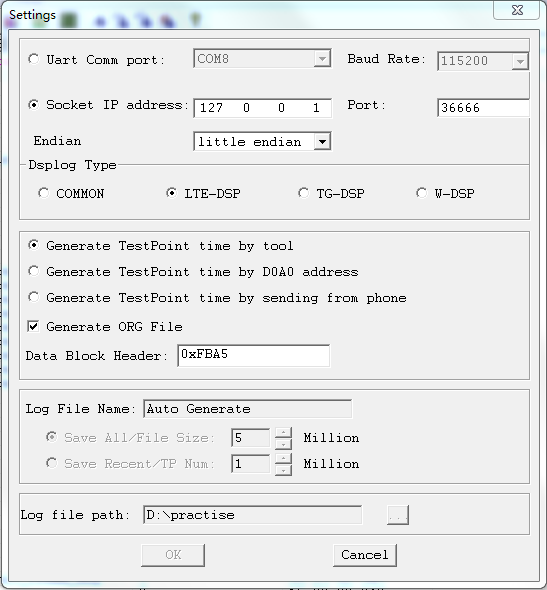 Settings
Uart Comm port: COM8 Baud Rate: 115200
Socket IP address: 127 0 0 1 Port: 36666
Endian little endian
Dsplog Type
COMMON LTE-DSP TG-DSP W-DSP
Generate TestPoint time by tool
Generate TestPoint time by D0A0 address
Generate TestPoint time by sending from phone
Generate ORG File
Data Block Header: 0xFBA5
Log File Name: Auto Generate
Save All/File Size: 5 Million
Save Recent/TP Num: 1 Million
Log file path: D:\practise ..
OK Cancel